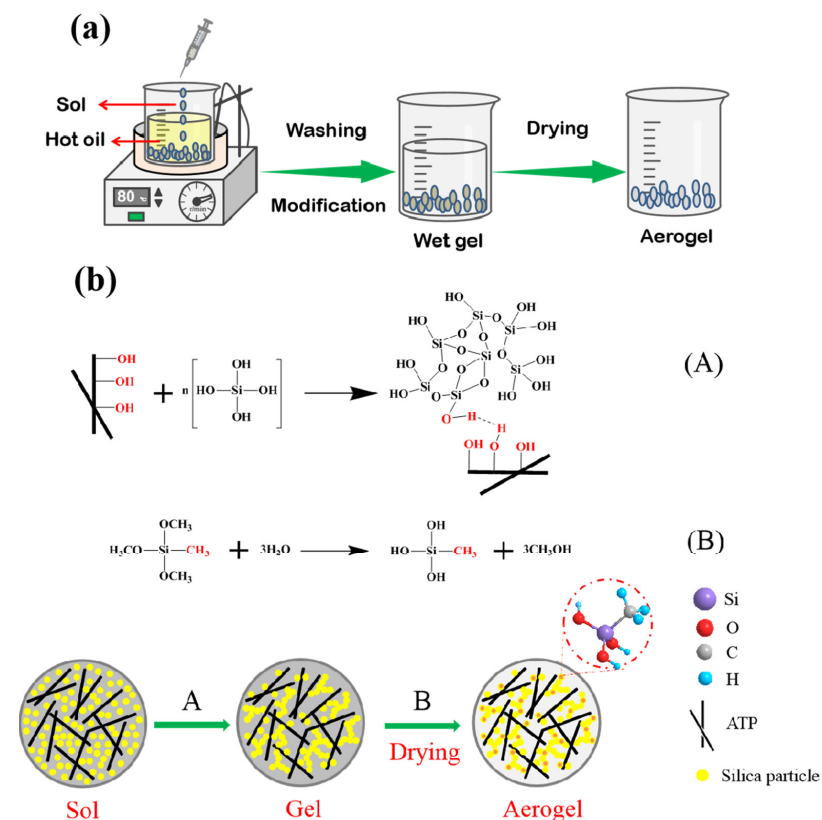 (a)
Sol
Hot oil
80 ℃
r/min
Washing
Modification
Drying
Wet gel
Aerogel
(b)
OH
OH
OH
+
n
OH
HO—Si—OH
OH
HO
OH
HO
Si
O
Si
OH
O
O
Si
O
O
HO
Si
O
Si
OH
HO
Si
O
Si
O
OH
OH
O
H
H
OH
O
OH
(A)
OCH₃
H₃CO—Si—CH₃
OCH₃
+
3H₂O
OH
HO—Si—CH₃
OH
+
3CH₃OH
(B)
Si
O
C
H
ATP
Silica particle
A
B
Drying
Sol
Gel
Aerogel